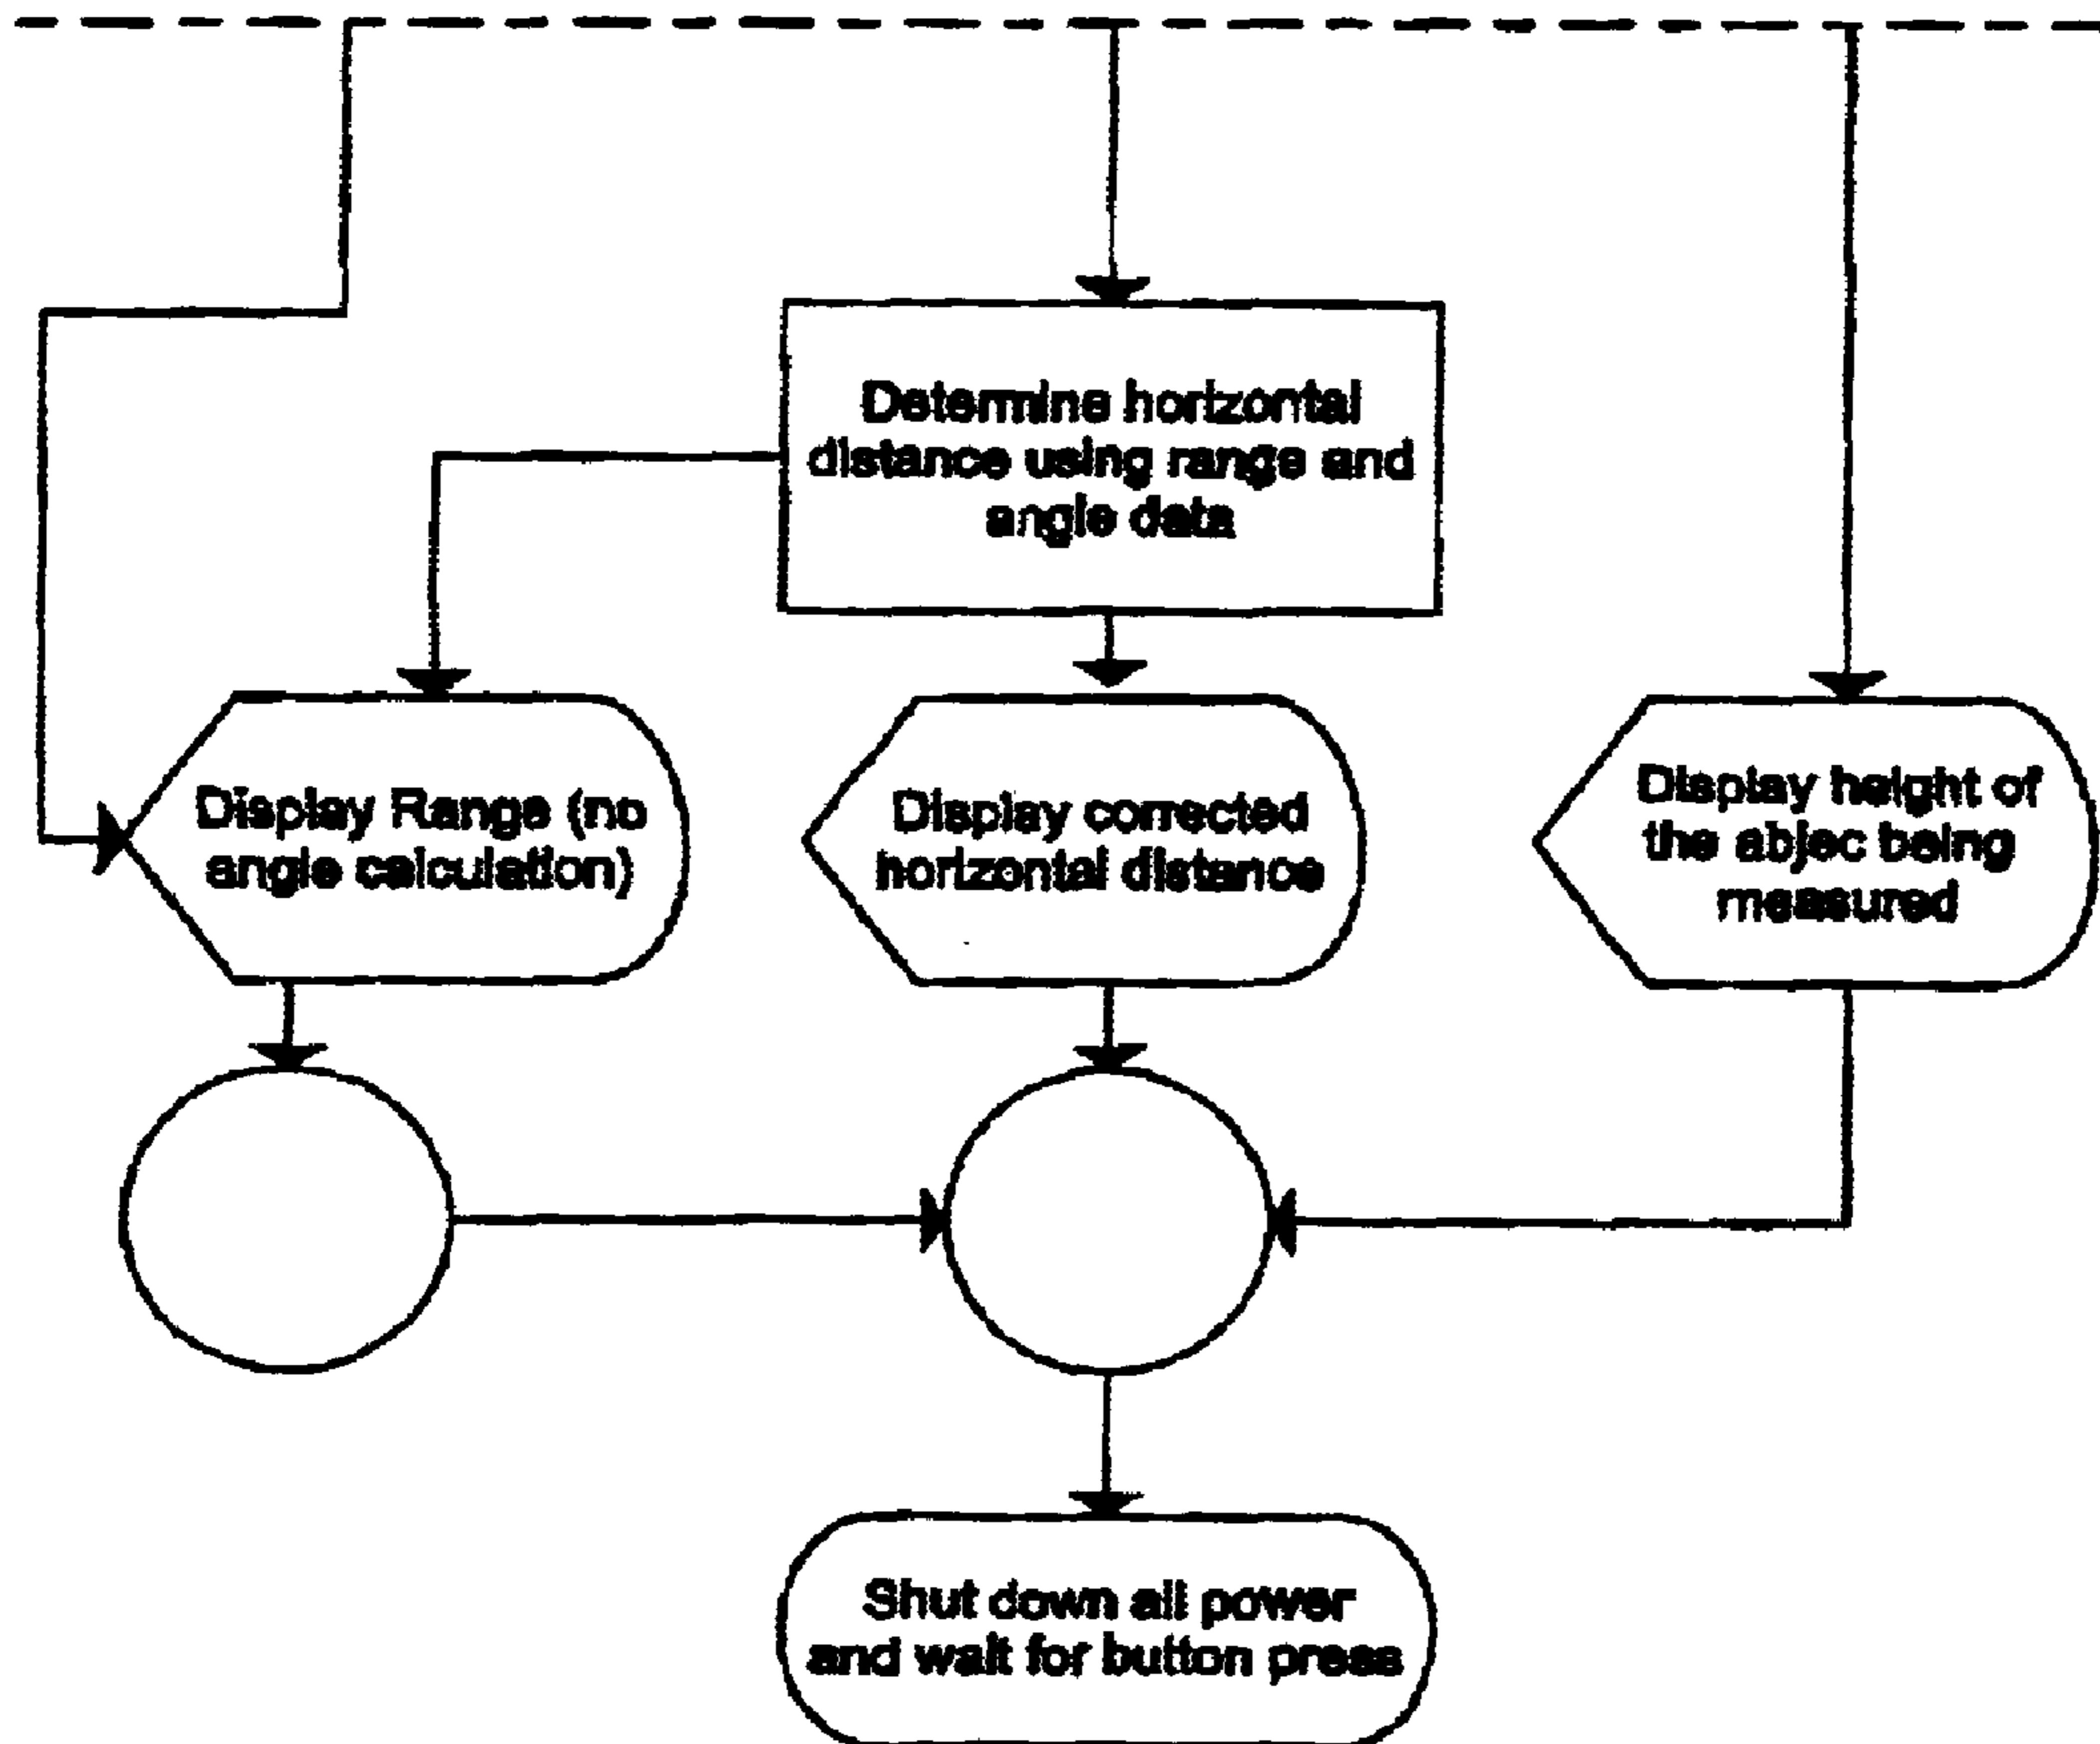 Determine horizontal
distance using range and
angle data
Display Range (no
angle calculation)
Display corrected
horizontal distance
Display height of
the abjec being
measured
Shut down all power
and wait for button press